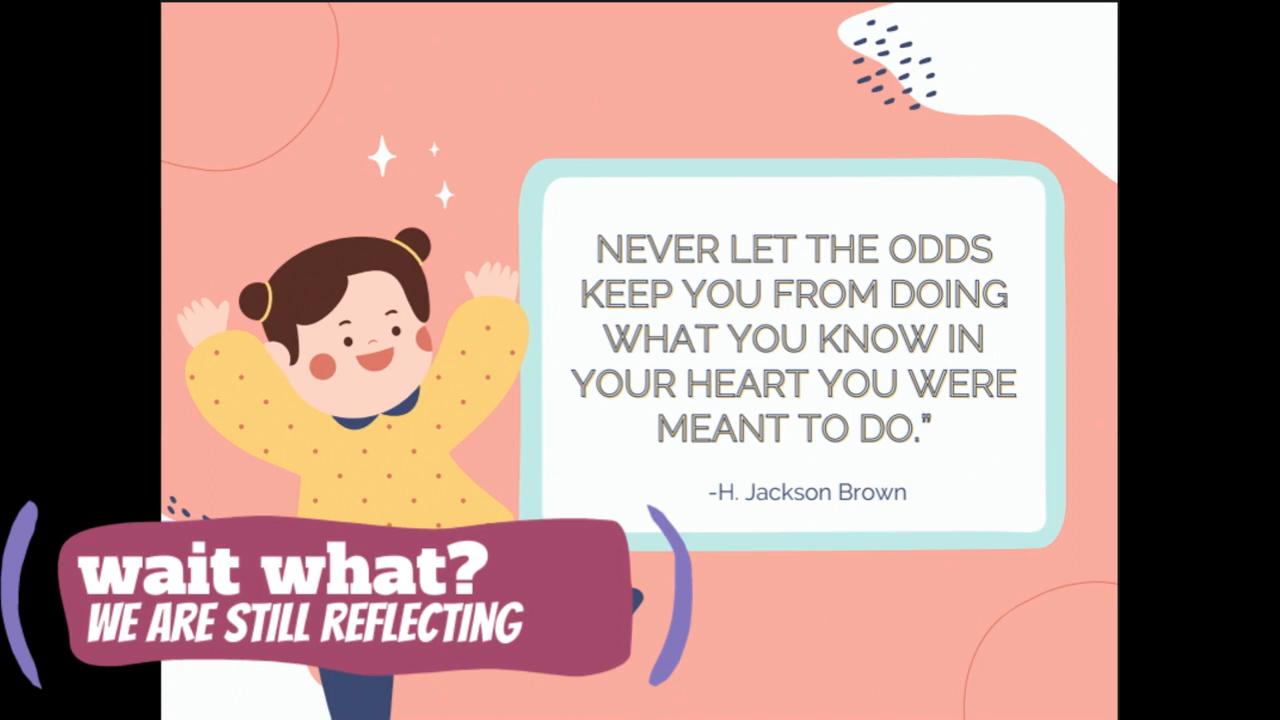 NEVER LET THE ODDS
KEEP YOU FROM DOING
WHAT YOU KNOW IN
YOUR HEART YOU WERE
MEANT TO DO.”
-H. Jackson Brown
wait what?
WE ARE STILL REFLECTING